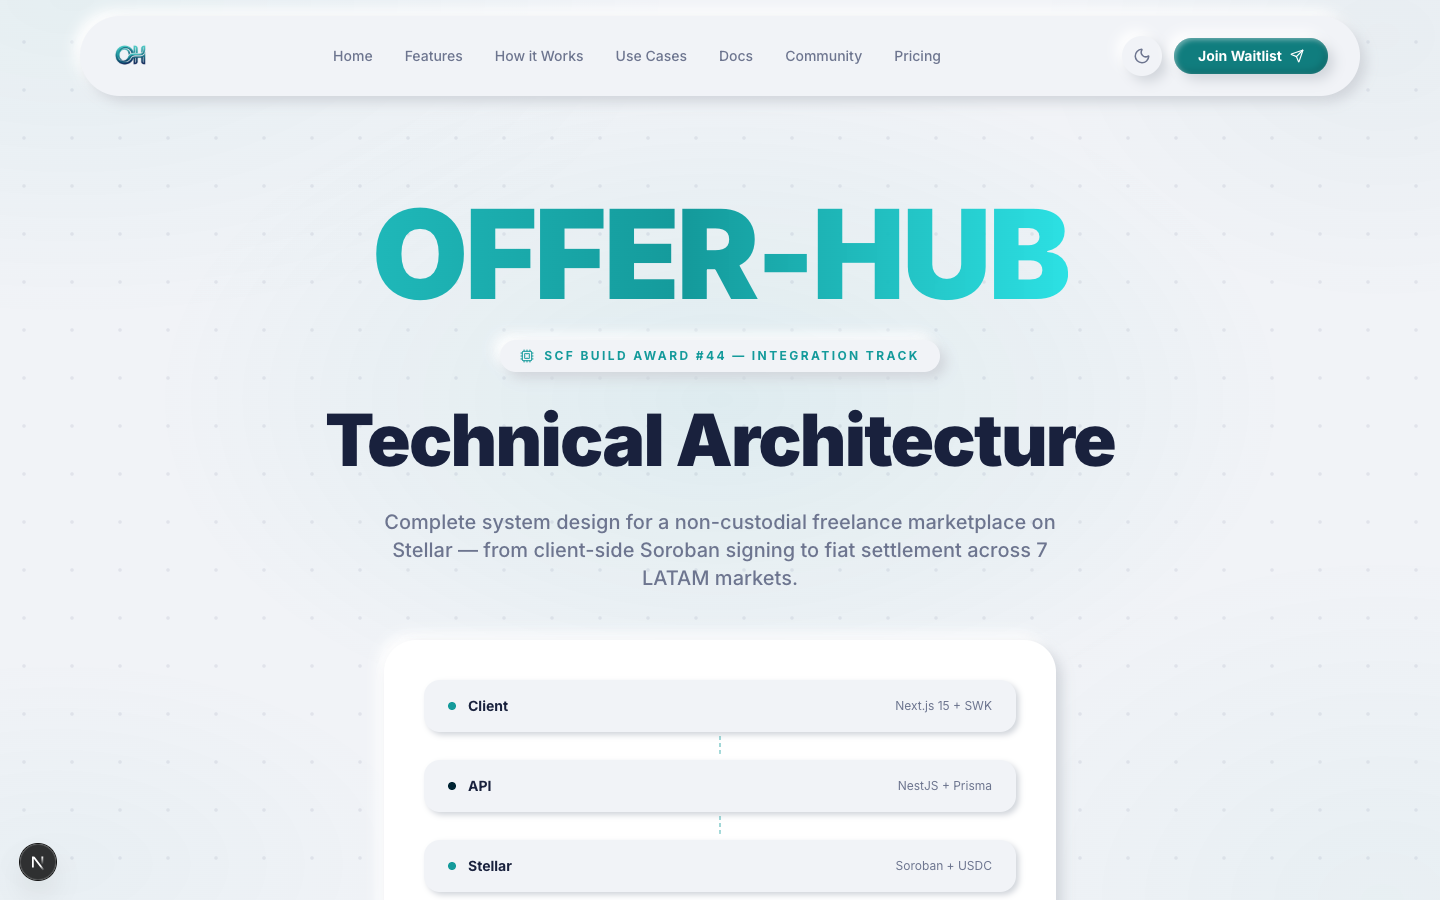 OH
Home
Features
How it Works
Use Cases
Docs
Community
Pricing
Join Waitlist
OFFER-HUB
SCF BUILD AWARD #44 — INTEGRATION TRACK
Technical Architecture
Complete system design for a non-custodial freelance marketplace on
Stellar — from client-side Soroban signing to fiat settlement across 7
LATAM markets.
Client
Next.js 15 + SWK
API
NestJS + Prisma
Stellar
Soroban + USDC
N